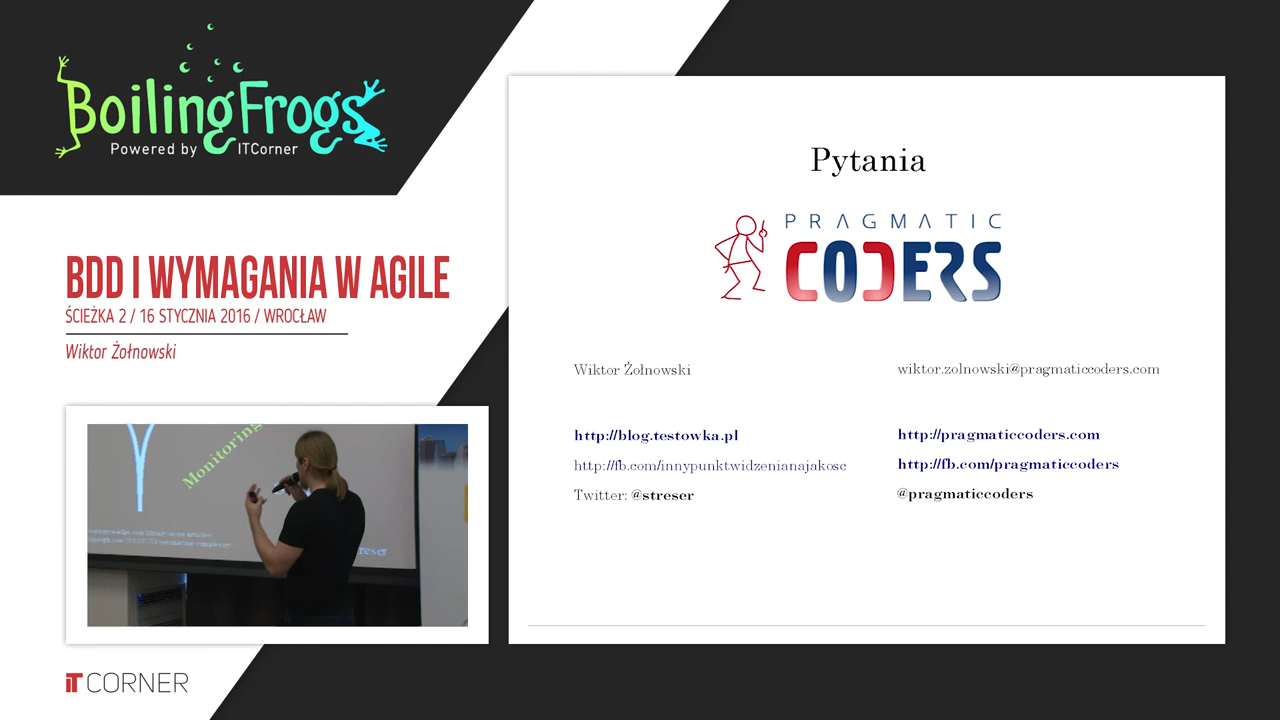 BoilingFrogs
Powered by ITCorner
BDD I WYMAGANIA W AGILE
ŚCIEŻKA 2 / 16 STYCZNIA 2016 / WROCŁAW
Wiktor Żołnowski
Monitoring
iT CORNER
Pytania
PRAGMATIC
CODERS
Wiktor Żołnowski
wiktor.zolnowski@pragmaticcoders.com
http://blog.testowka.pl
http://pragmaticcoders.com
http://fb.com/innypunktwidzenianajakosc
http://fb.com/pragmaticcoders
Twitter: @streser
@pragmaticcoders